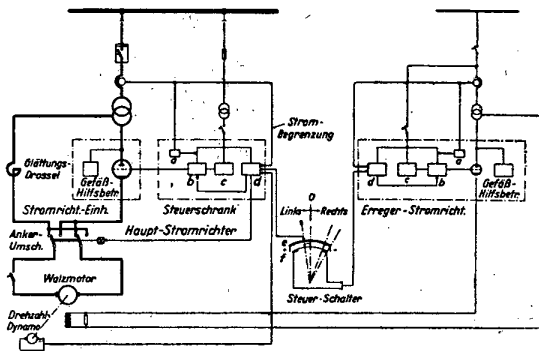 Strom-
Begrenzung
Glättungs-
Drossel
Gefäß-
Hilfsbetr.
a
b
c
d
Stromricht.-Einh.
Steuerschrank
Haupt-Stromrichter
Anker-
Umsch.
Walzmotor
Drehzahl-
Dynamo
0
Links
Rechts
e
f
Steuer-Schalter
a
d
c
b
Gefäß-
Hilfsbetr.
Erreger-Stromricht.